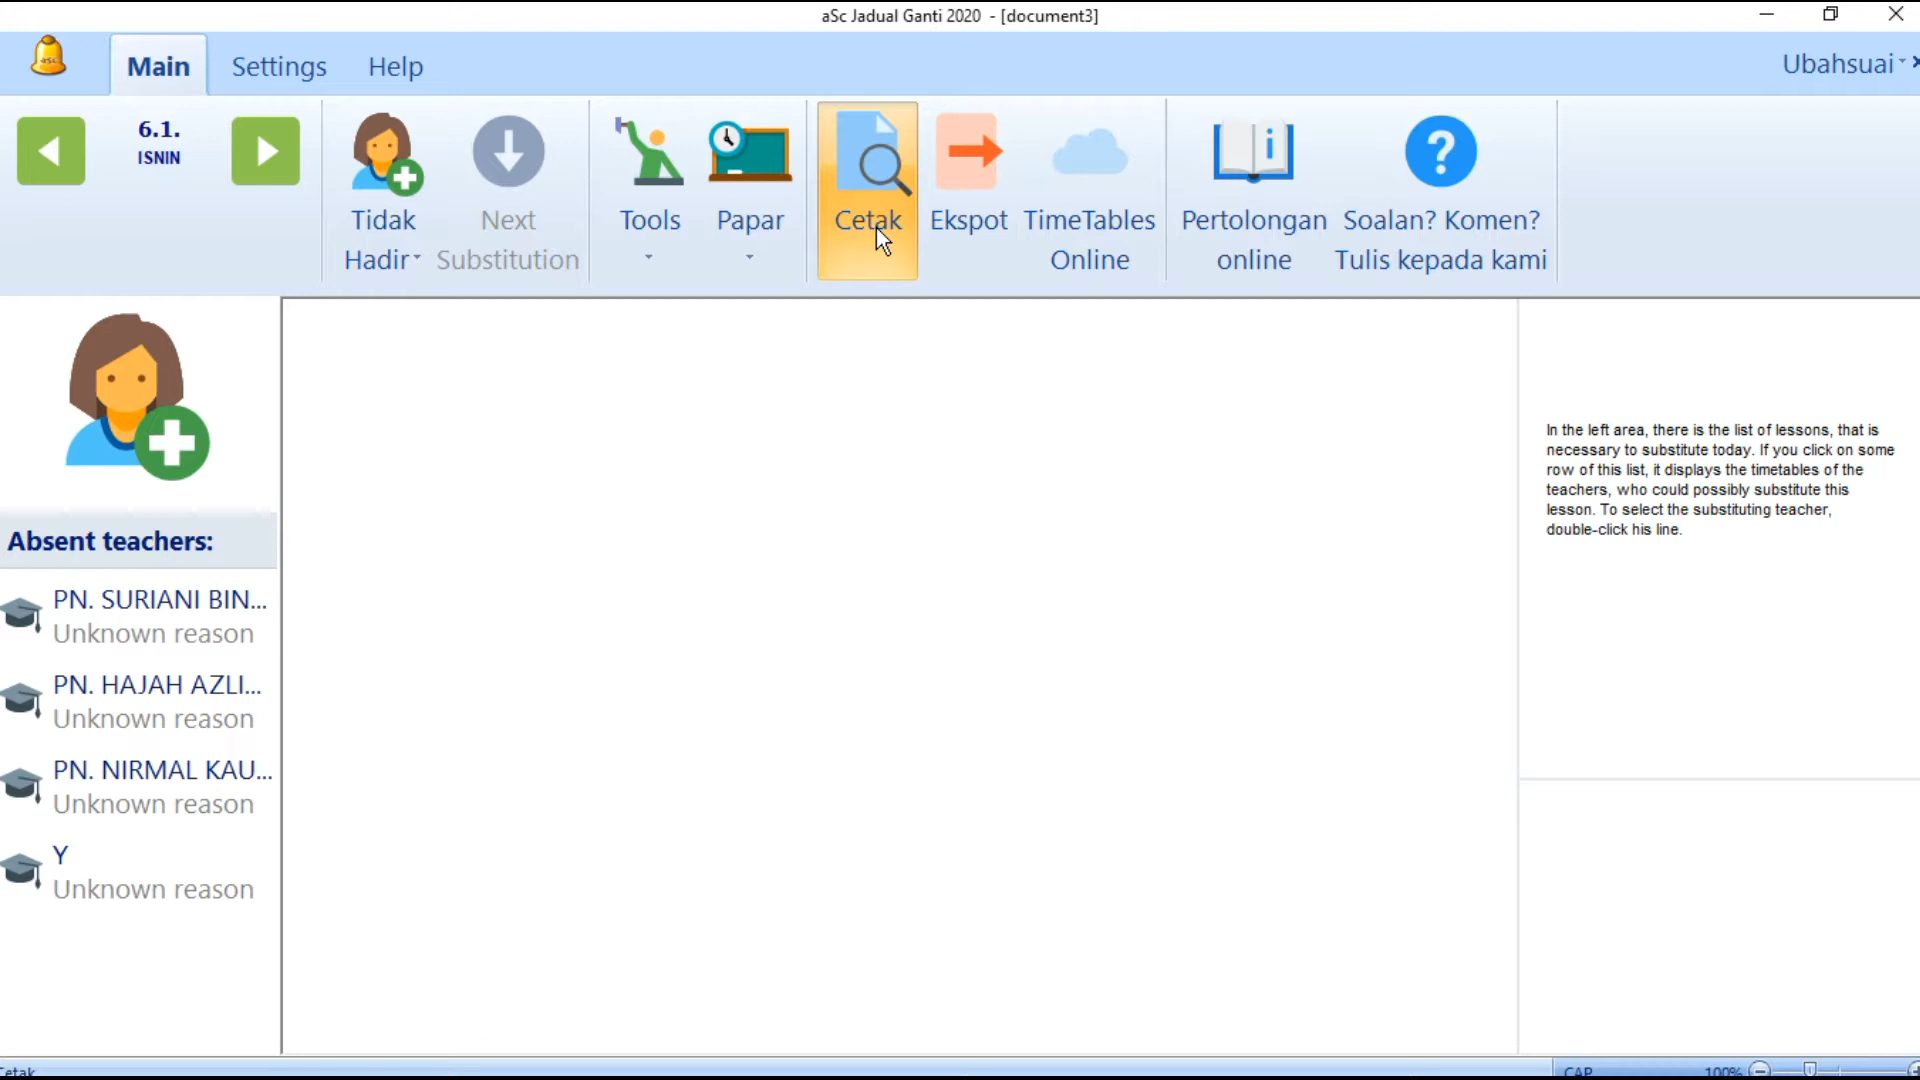 aSc Jadual Ganti 2020 - [document3]
asc
Main
Settings
Help
Ubahsuai
6.1.
ISNIN
Tidak
Hadir
Next
Substitution
Tools
Papar
Cetak
Ekspot
TimeTables
Online
Pertolongan
online
Soalan? Komen?
Tulis kepada kami
Absent teachers:
PN. SURIANI BIN...
Unknown reason
PN. HAJAH AZLI...
Unknown reason
PN. NIRMAL KAU...
Unknown reason
Y
Unknown reason
In the left area, there is the list of lessons, that is
necessary to substitute today. If you click on some
row of this list, it displays the timetables of the
teachers, who could possibly substitute this
lesson. To select the substituting teacher,
double-click his line.
Cetak
CAP
100%